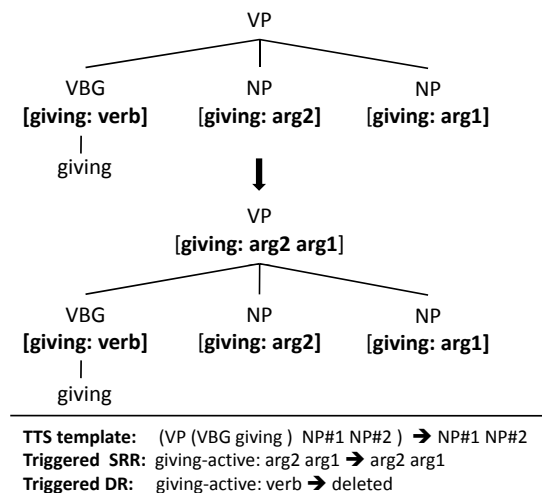 VP
VBG NP NP
[giving: verb] [giving: arg2] [giving: arg1]
giving
VP
[giving: arg2 arg1]
VBG NP NP
[giving: verb] [giving: arg2] [giving: arg1]
giving
TTS template: (VP (VBG giving ) NP#1 NP#2 ) ➔ NP#1 NP#2
Triggered SRR: giving-active: arg2 arg1 ➔ arg2 arg1
Triggered DR: giving-active: verb ➔ deleted